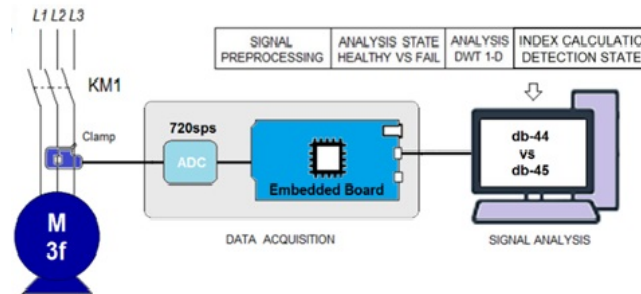 L1 L2 L3
KM1
Clamp
M
3f
720sps
ADC
Embedded Board
DATA ACQUISITION
SIGNAL
PREPROCESSING
ANALYSIS STATE
HEALTHY VS FAIL
ANALYSIS
DWT 1-D
INDEX CALCULATIO
DETECTION STATE
db-44
vs
db-45
SIGNAL ANALYSIS